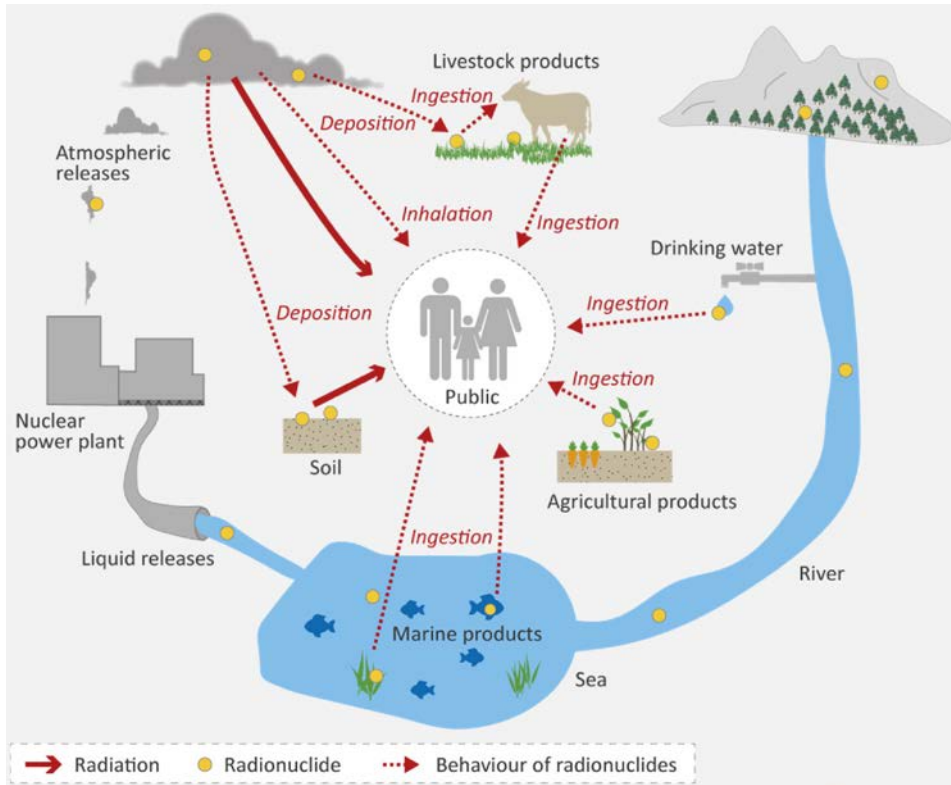 Livestock products
Ingestion
Deposition
Atmospheric
releases
Inhalation
Ingestion
Drinking water
Ingestion
Deposition
Ingestion
Public
Nuclear
power plant
Soil
Agricultural products
Ingestion
Liquid releases
River
Marine products
Sea
Radiation
Radionuclide
Behaviour of radionuclides